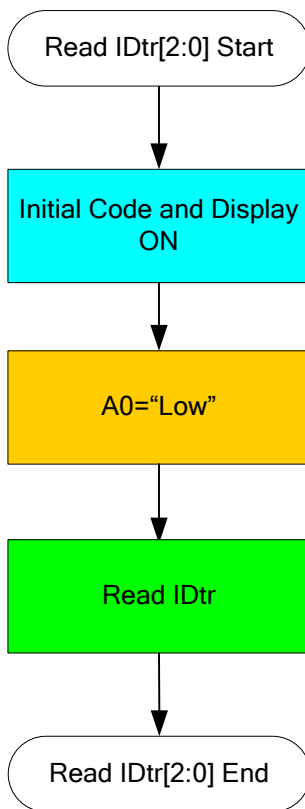 Read IDtr[2:0] Start
Initial Code and Display
ON
A0=“Low”
Read IDtr
Read IDtr[2:0] End